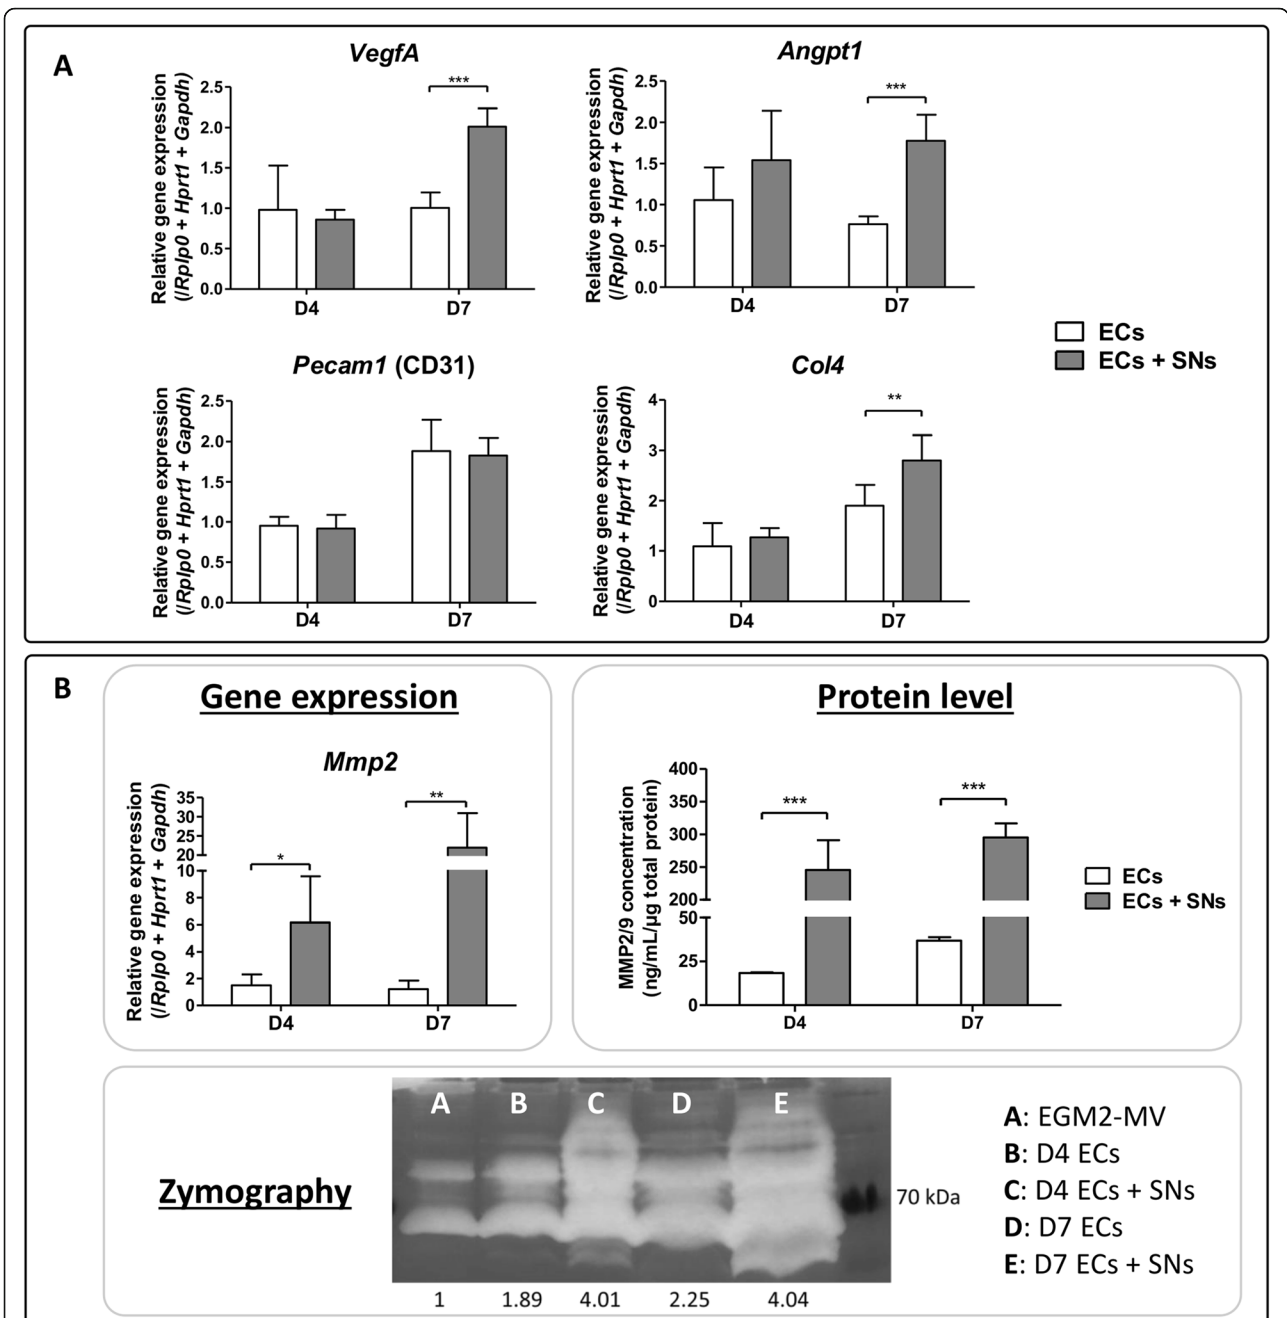 A
VegfA
Relative gene expression
(/Rplp0 + Hprt1 + Gapdh)
2.5
2.0
1.5
1.0
0.5
0.0
***
D4
D7
Angpt1
Relative gene expression
(/Rplp0 + Hprt1 + Gapdh)
2.5
2.0
1.5
1.0
0.5
0.0
***
D4
D7
ECs
ECs + SNs
Pecam1 (CD31)
Relative gene expression
(/Rplp0 + Hprt1 + Gapdh)
2.5
2.0
1.5
1.0
0.5
0.0
D4
D7
Col4
Relative gene expression
(/Rplp0 + Hprt1 + Gapdh)
4
3
2
1
0
**
D4
D7
B
Gene expression
Mmp2
Relative gene expression
(/Rplp0 + Hprt1 + Gapdh)
35
30
25
20
10
8
6
4
2
0
*
**
D4
D7
Protein level
MMP2/9 concentration
(ng/mL/µg total protein)
400
350
300
250
200
50
25
0
***
***
D4
D7
ECs
ECs + SNs
Zymography
A
B
C
D
E
70 kDa
1
1.89
4.01
2.25
4.04
A: EGM2-MV
B: D4 ECs
C: D4 ECs + SNs
D: D7 ECs
E: D7 ECs + SNs